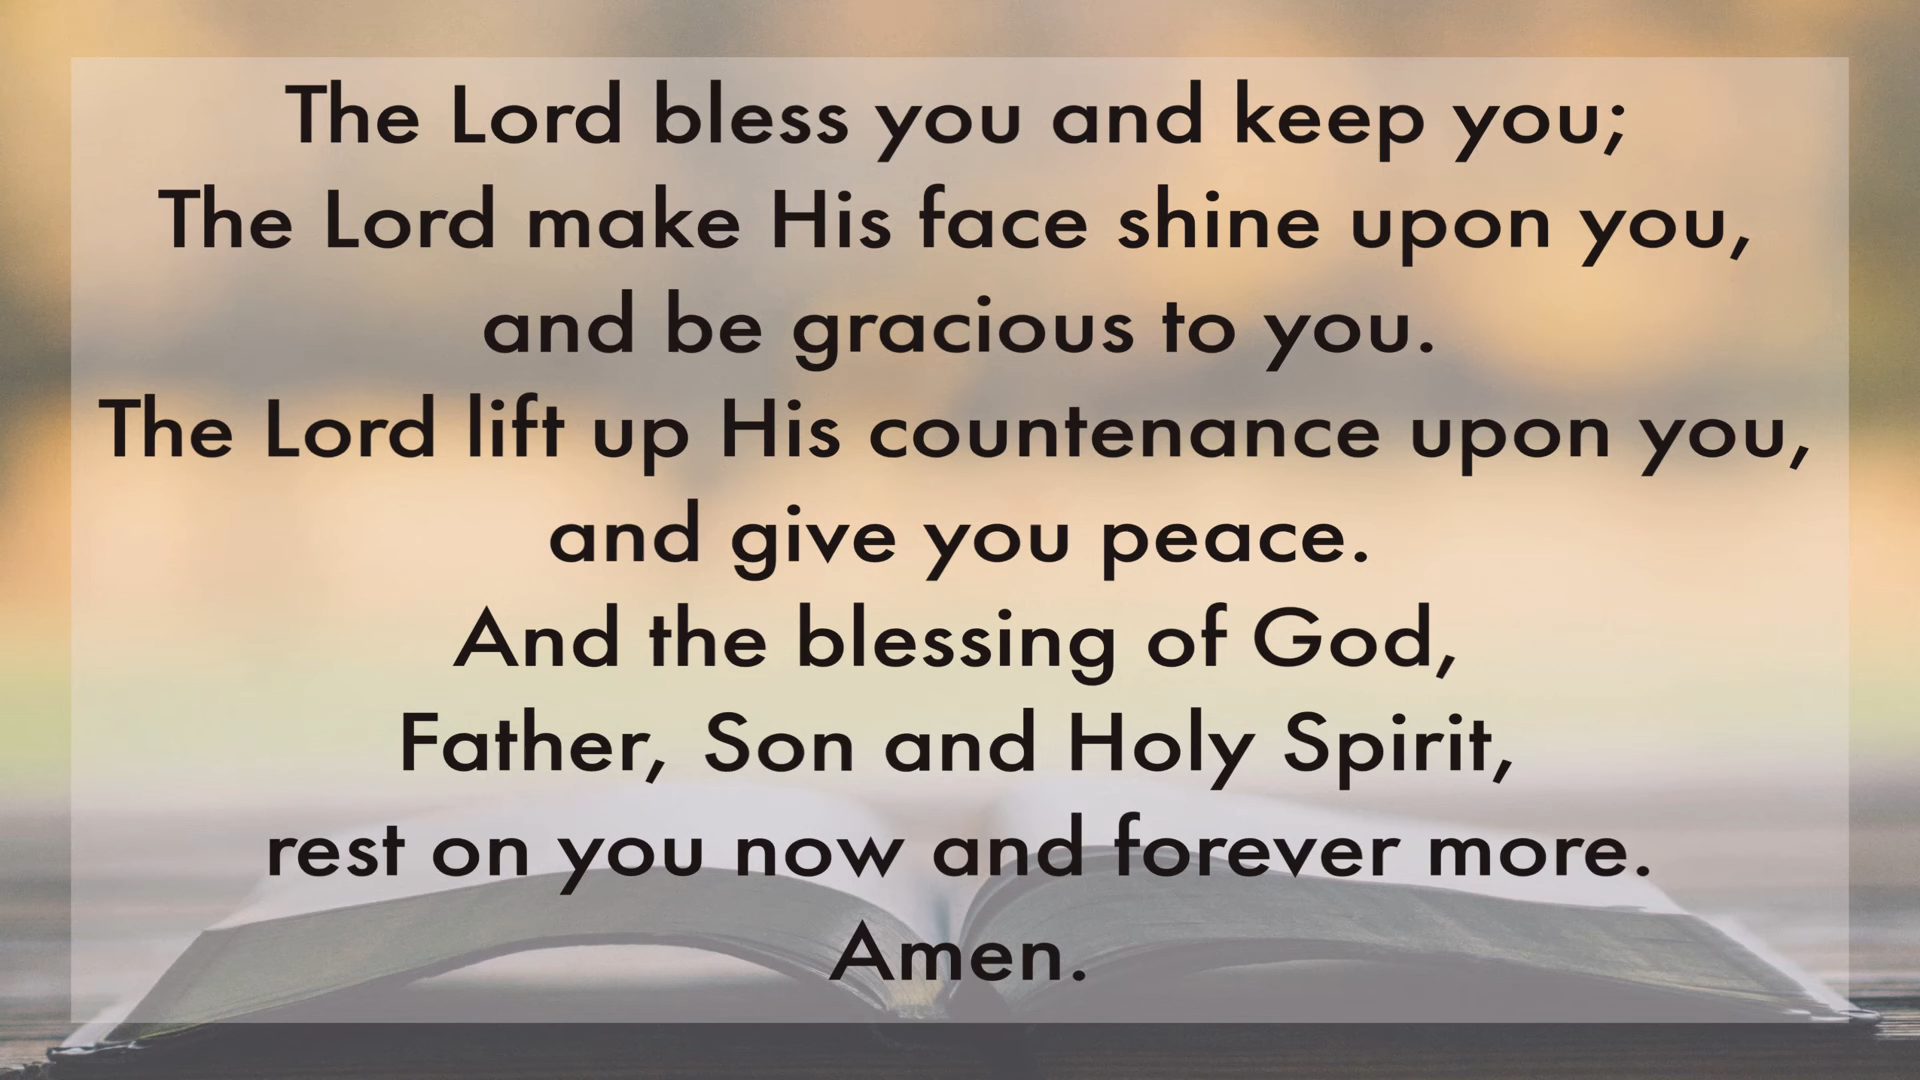 The Lord bless you and keep you;
The Lord make His face shine upon you,
and be gracious to you.
The Lord lift up His countenance upon you,
and give you peace.
And the blessing of God,
Father, Son and Holy Spirit,
rest on you now and forever more.
Amen.